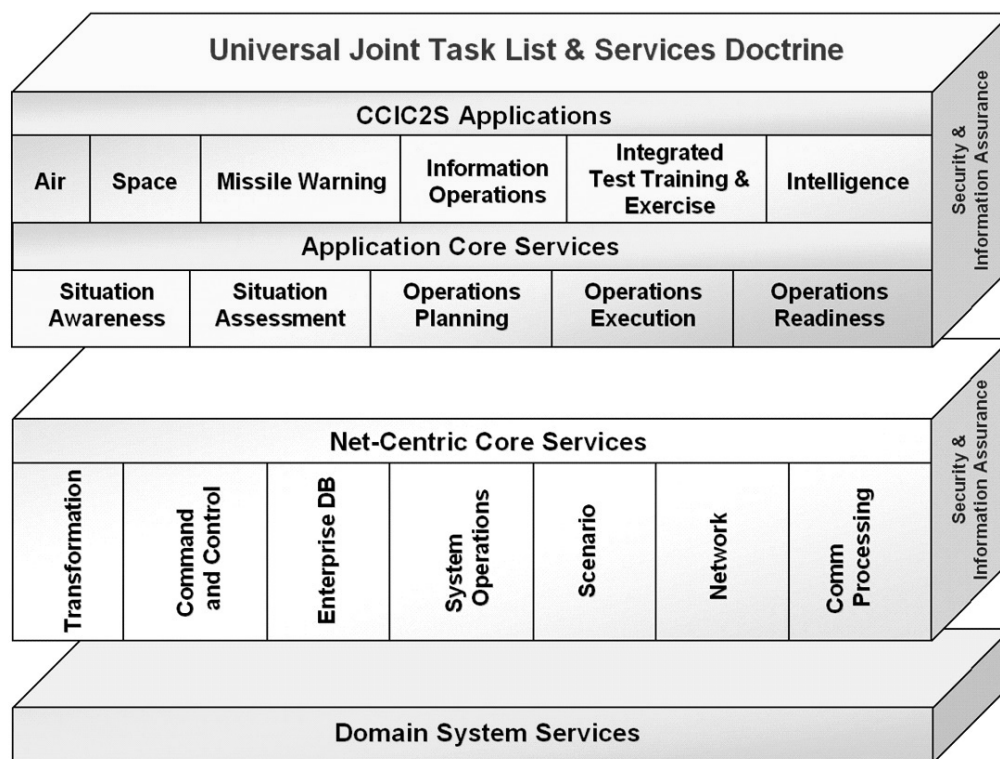 Universal Joint Task List & Services Doctrine
CCIC2S Applications
Air
Space
Missile Warning
Information
Operations
Integrated
Test Training &
Exercise
Intelligence
Security &
Information Assurance
Application Core Services
Situation
Awareness
Situation
Assessment
Operations
Planning
Operations
Execution
Operations
Readiness
Net-Centric Core Services
Transformation
Command
and Control
Enterprise DB
System
Operations
Scenario
Network
Comm
Processing
Security &
Information Assurance
Domain System Services